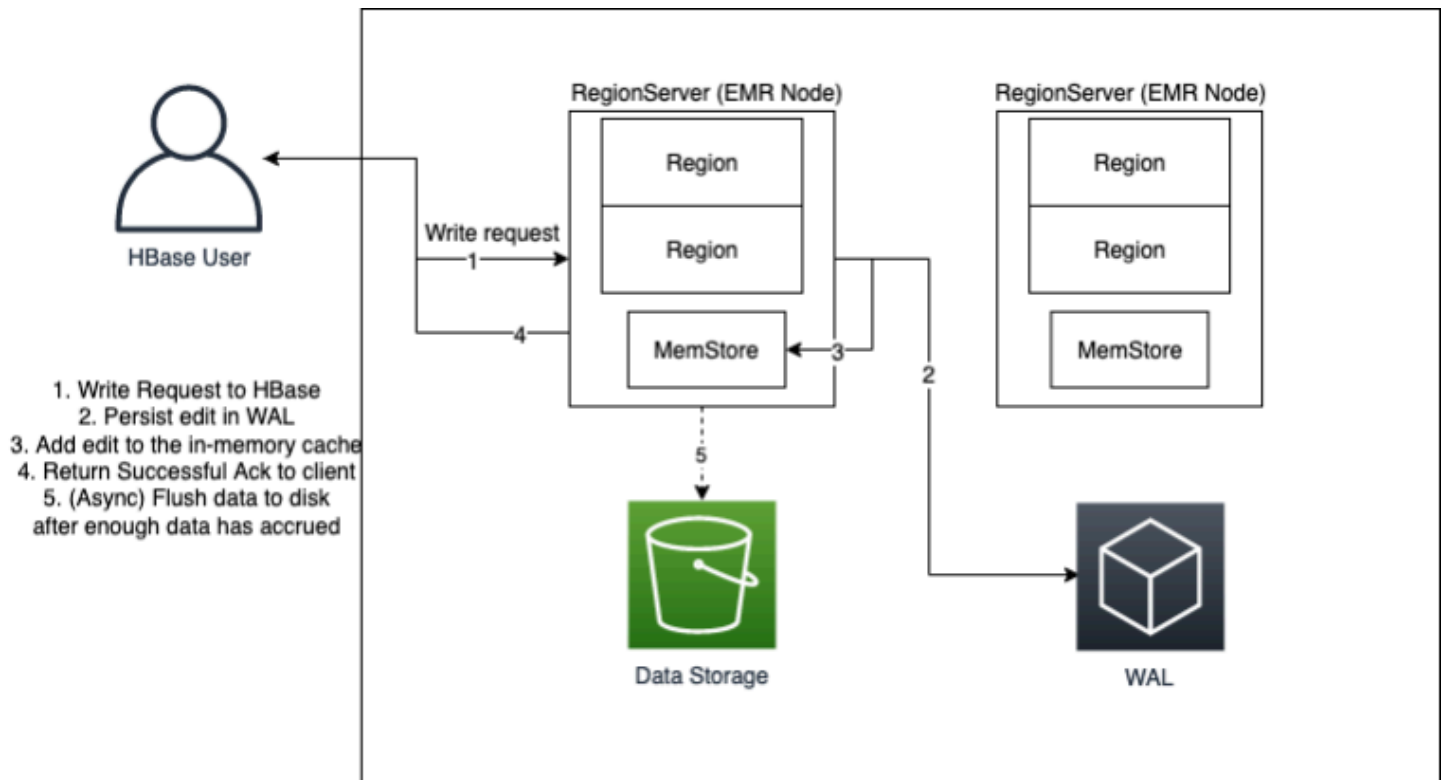 RegionServer (EMR Node)
RegionServer (EMR Node)
Region
Region
Region
Region
MemStore
MemStore
HBase User
Write request
1
4
3
2
5
1. Write Request to HBase
2. Persist edit in WAL
3. Add edit to the in-memory cache
4. Return Successful Ack to client
5. (Async) Flush data to disk
after enough data has accrued
Data Storage
WAL